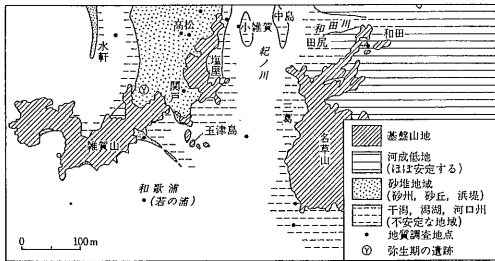 高松
水軒
小雑賀
中島
紀ノ川
和田川
田尻
和田
塩屋
関戸
Ⓨ
玉津島
三葛
名草山
雑賀山
和歌浦
(若の浦)
0 100m
基盤山地
河成低地
(ほぼ安定する)
砂堆地域
(砂州,砂丘,浜堤)
干潟,潟湖,河口州
(不安定な地域)
地質調査地点
Ⓨ 弥生期の遺跡